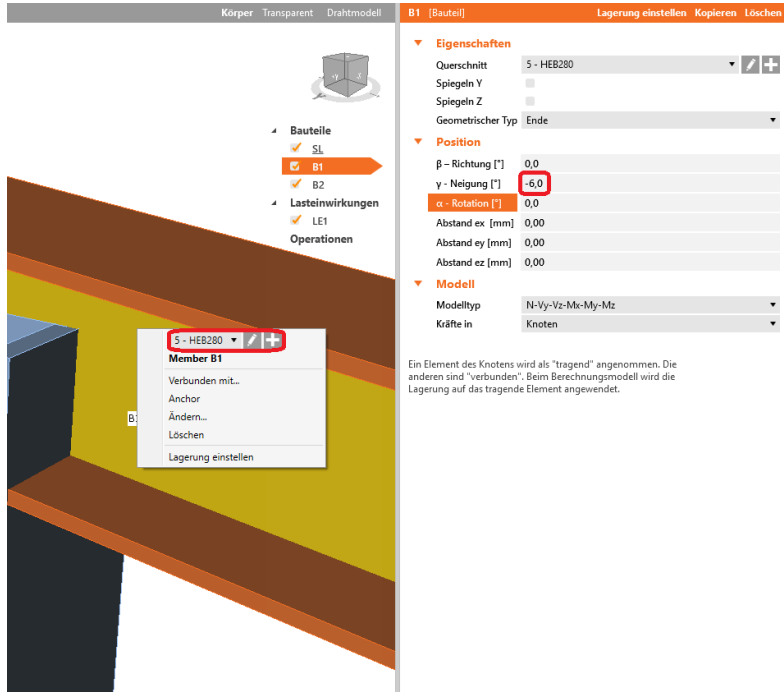 Körper Transparent Drahtmodell
-y x
Bauteile
SL
B1
B2
Lasteinwirkungen
LE1
Operationen
5 - HEB280
Member B1
Verbunden mit...
Anchor
Ändern...
Löschen
Lagerung einstellen
B1 [Bauteil] Lagerung einstellen Kopieren Löschen
Eigenschaften
Querschnitt 5 - HEB280
Spiegeln Y
Spiegeln Z
Geometrischer Typ Ende
Position
β – Richtung [°] 0,0
γ - Neigung [°] -6,0
α - Rotation [°] 0,0
Abstand ex [mm] 0,00
Abstand ey [mm] 0,00
Abstand ez [mm] 0,00
Modell
Modelltyp N-Vy-Vz-Mx-My-Mz
Kräfte in Knoten
Ein Element des Knotens wird als "tragend" angenommen. Die
anderen sind "verbunden". Beim Berechnungsmodell wird die
Lagerung auf das tragende Element angewendet.